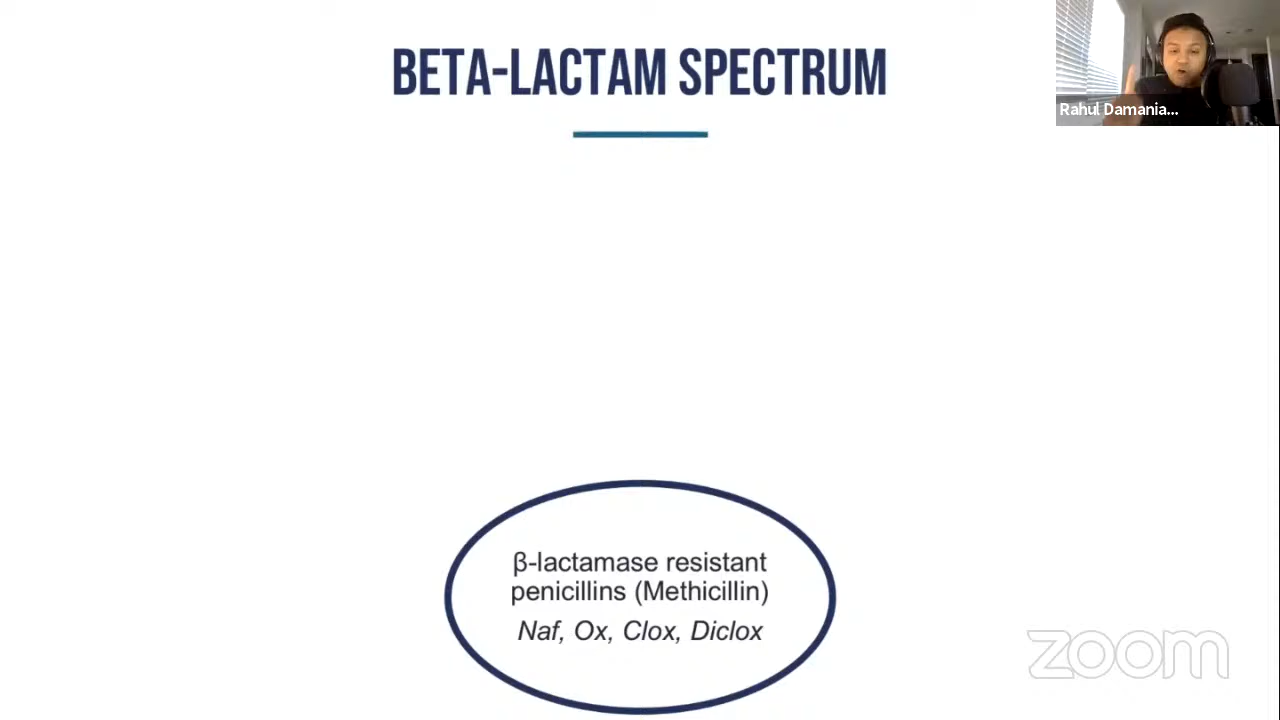 BETA-LACTAM SPECTRUM
Rahul Damania...
β-lactamase resistant
penicillins (Methicillin)
Naf, Ox, Clox, Diclox
zoom